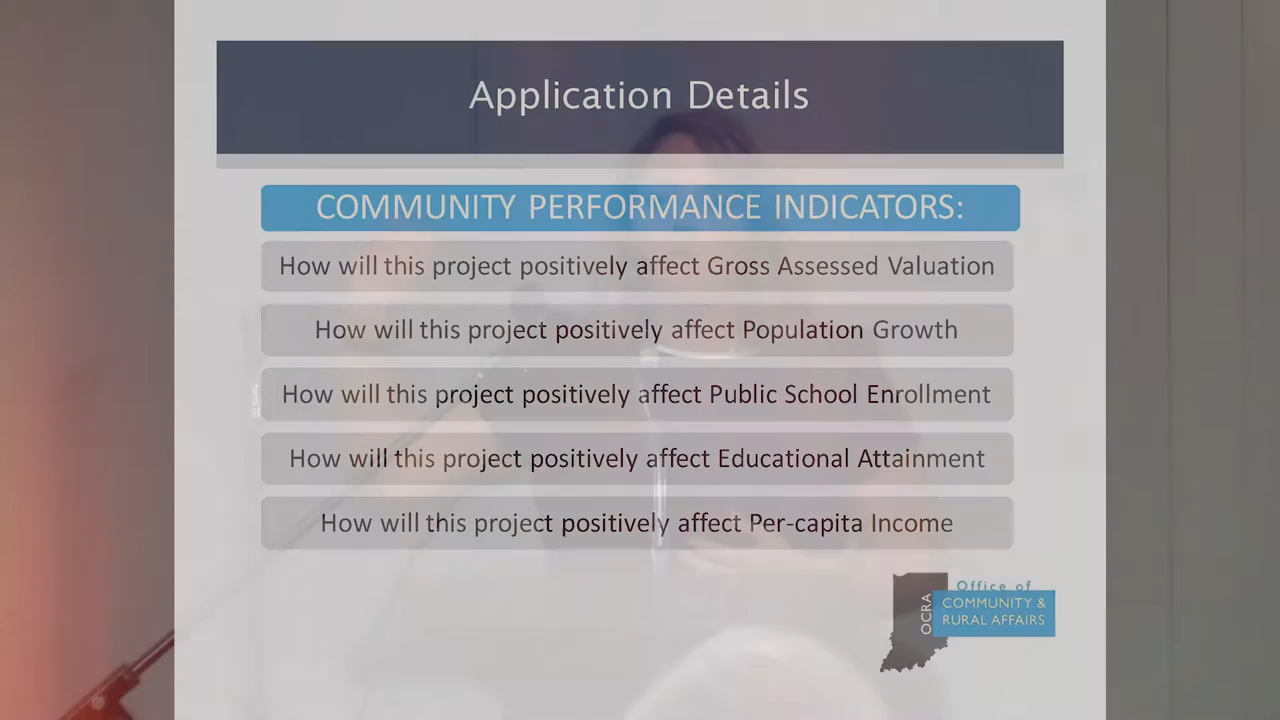 Application Details
COMMUNITY PERFORMANCE INDICATORS:
How will this project positively affect Gross Assessed Valuation
How will this project positively affect Population Growth
How will this project positively affect Public School Enrollment
How will this project positively affect Educational Attainment
How will this project positively affect Per-capita Income
OCRA
Office of
COMMUNITY &
RURAL AFFAIRS